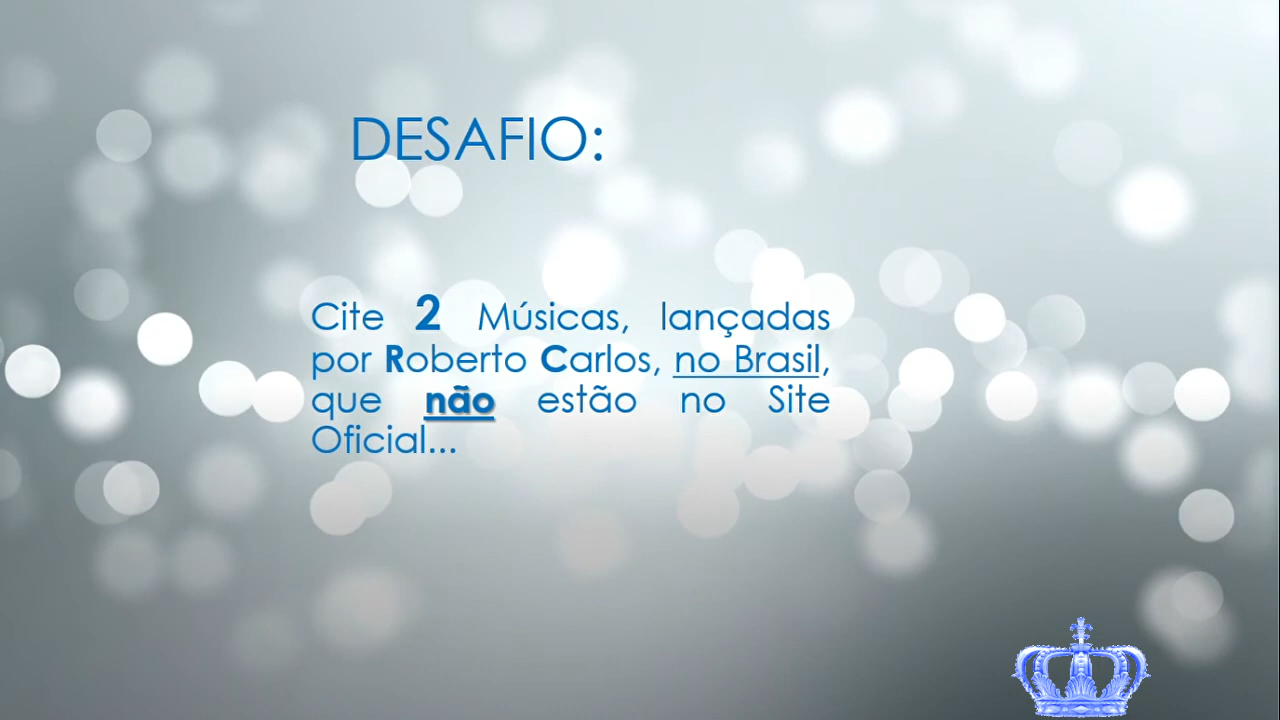 DESAFIO:
Cite 2 Músicas, lançadas
por Roberto Carlos, no Brasil,
que não estão no Site
Oficial...